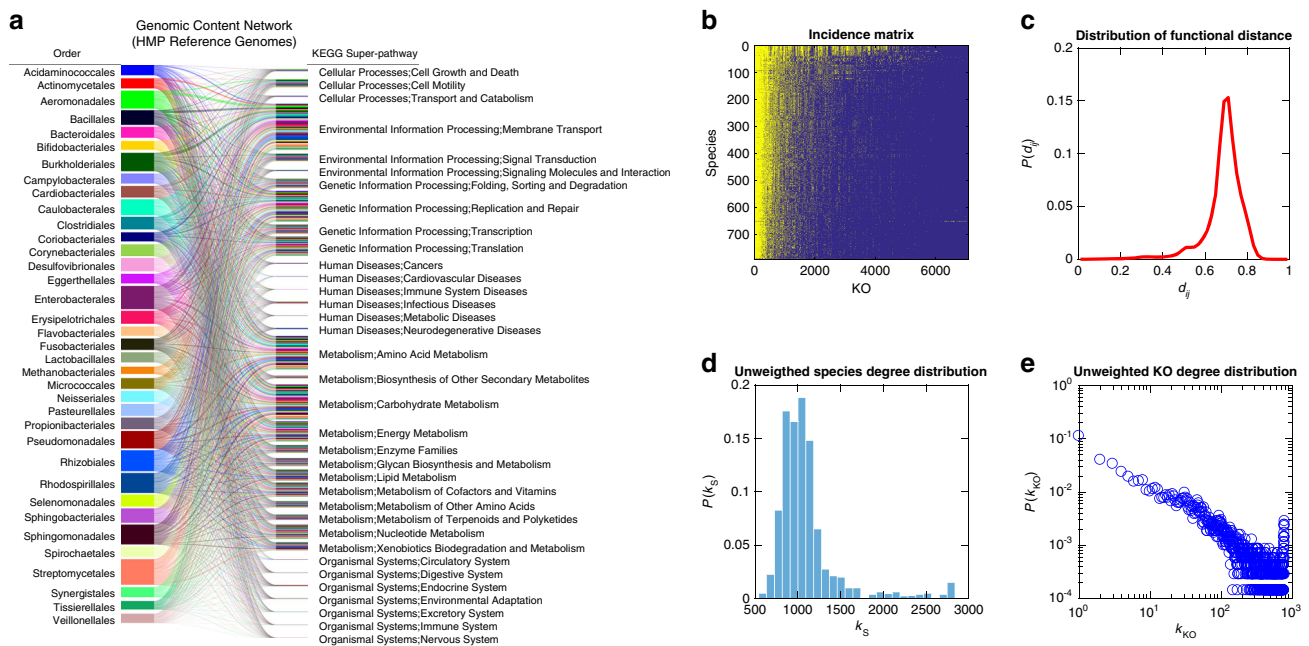 a
Genomic Content Network
(HMP Reference Genomes)
Order
KEGG Super-pathway
Acidaminococcales
Actinomycetales
Aeromonadales
Bacillales
Bacteroidales
Bifidobacteriales
Burkholderiales
Campylobacterales
Cardiobacteriales
Caulobacterales
Clostridiales
Coriobacteriales
Corynebacteriales
Desulfovibrionales
Eggerthellales
Enterobacterales
Erysipelotrichales
Flavobacteriales
Fusobacteriales
Lactobacillales
Methanobacteriales
Micrococcales
Neisseriales
Pasteurellales
Propionibacteriales
Pseudomonadales
Rhizobiales
Rhodospirillales
Selenomonadales
Sphingobacteriales
Sphingomonadales
Spirochaetales
Streptomycetales
Synergistales
Tissierellales
Veillonellales
Cellular Processes;Cell Growth and Death
Cellular Processes;Cell Motility
Cellular Processes;Transport and Catabolism
Environmental Information Processing;Membrane Transport
Environmental Information Processing;Signal Transduction
Environmental Information Processing;Signaling Molecules and Interaction
Genetic Information Processing;Folding, Sorting and Degradation
Genetic Information Processing;Replication and Repair
Genetic Information Processing;Transcription
Genetic Information Processing;Translation
Human Diseases;Cancers
Human Diseases;Cardiovascular Diseases
Human Diseases;Immune System Diseases
Human Diseases;Infectious Diseases
Human Diseases;Metabolic Diseases
Human Diseases;Neurodegenerative Diseases
Metabolism;Amino Acid Metabolism
Metabolism;Biosynthesis of Other Secondary Metabolites
Metabolism;Carbohydrate Metabolism
Metabolism;Energy Metabolism
Metabolism;Enzyme Families
Metabolism;Glycan Biosynthesis and Metabolism
Metabolism;Lipid Metabolism
Metabolism;Metabolism of Cofactors and Vitamins
Metabolism;Metabolism of Other Amino Acids
Metabolism;Metabolism of Terpenoids and Polyketides
Metabolism;Nucleotide Metabolism
Metabolism;Xenobiotics Biodegradation and Metabolism
Organismal Systems;Circulatory System
Organismal Systems;Digestive System
Organismal Systems;Endocrine System
Organismal Systems;Environmental Adaptation
Organismal Systems;Excretory System
Organismal Systems;Immune System
Organismal Systems;Nervous System
b
Incidence matrix
Species
0
100
200
300
400
500
600
700
0 2000 4000 6000
KO
c
Distribution of functional distance
P(d_ij)
0.2
0.15
0.1
0.05
0
0 0.2 0.4 0.6 0.8 1
d_ij
d
Unweigthed species degree distribution
P(k_S)
0.2
0.15
0.1
0.05
0
500 1000 1500 2000 2500 3000
k_S
e
Unweighted KO degree distribution
P(k_KO)
10^0
10^-1
10^-2
10^-3
10^-4
10^0 10^1 10^2 10^3
k_KO